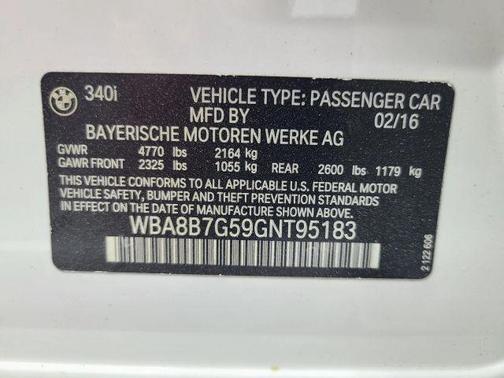 340i VEHICLE TYPE: PASSENGER CAR
MFD BY 02/16
BAYERISCHE MOTOREN WERKE AG
GVWR 4770 lbs 2164 kg
GAWR FRONT 2325 lbs 1055 kg REAR 2600 lbs 1179 kg
THIS VEHICLE CONFORMS TO ALL APPLICABLE U.S. FEDERAL MOTOR
VEHICLE SAFETY, BUMPER AND THEFT PREVENTION STANDARDS
IN EFFECT ON THE DATE OF MANUFACTURE SHOWN ABOVE.
WBA8B7G59GNT95183
2 122 606